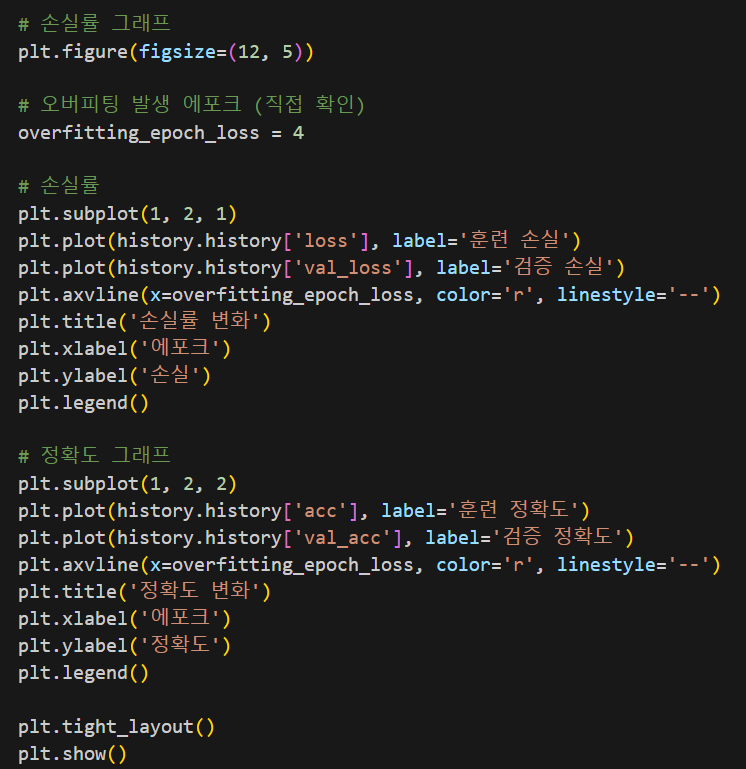 # 손실률 그래프
plt.figure(figsize=(12, 5))
# 오버피팅 발생 에포크 (직접 확인)
overfitting_epoch_loss = 4
# 손실률
plt.subplot(1, 2, 1)
plt.plot(history.history['loss'], label='훈련 손실')
plt.plot(history.history['val_loss'], label='검증 손실')
plt.axvline(x=overfitting_epoch_loss, color='r', linestyle='--')
plt.title('손실률 변화')
plt.xlabel('에포크')
plt.ylabel('손실')
plt.legend()
# 정확도 그래프
plt.subplot(1, 2, 2)
plt.plot(history.history['acc'], label='훈련 정확도')
plt.plot(history.history['val_acc'], label='검증 정확도')
plt.axvline(x=overfitting_epoch_loss, color='r', linestyle='--')
plt.title('정확도 변화')
plt.xlabel('에포크')
plt.ylabel('정확도')
plt.legend()
plt.tight_layout()
plt.show()